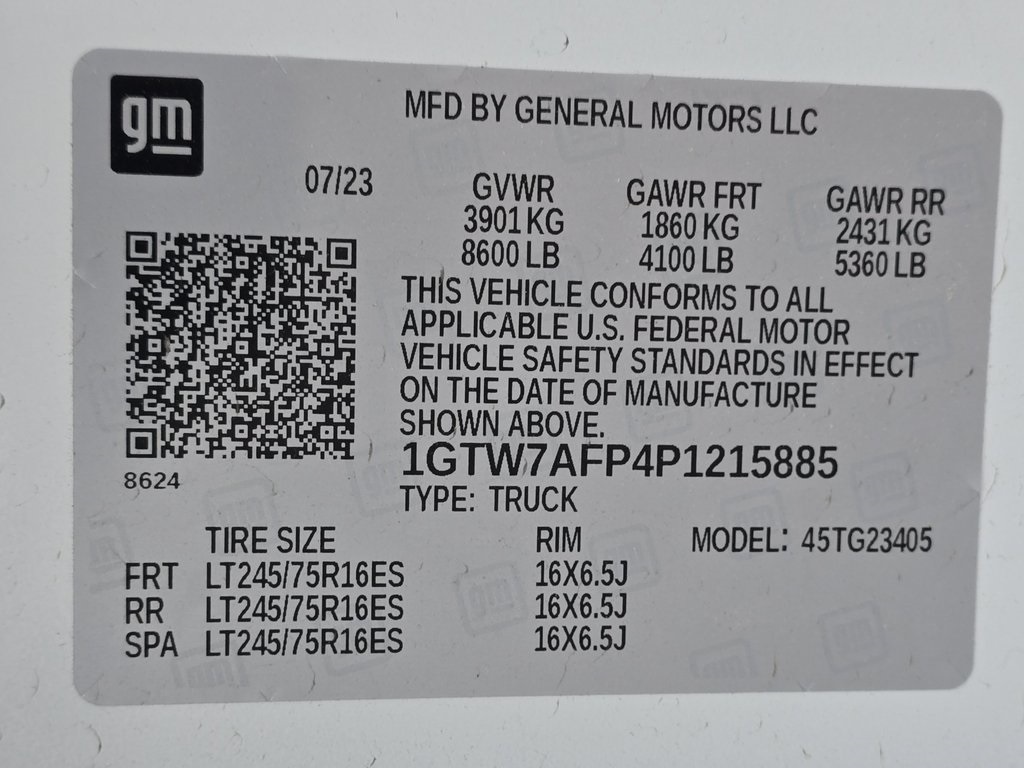 gm
MFD BY GENERAL MOTORS LLC
07/23
GVWR GAWR FRT GAWR RR
3901 KG 1860 KG 2431 KG
8600 LB 4100 LB 5360 LB
THIS VEHICLE CONFORMS TO ALL
APPLICABLE U.S. FEDERAL MOTOR
VEHICLE SAFETY STANDARDS IN EFFECT
ON THE DATE OF MANUFACTURE
SHOWN ABOVE.
1GTW7AFP4P1215885
8624
TYPE: TRUCK
TIRE SIZE RIM MODEL: 45TG23405
FRT LT245/75R16ES 16X6.5J
RR LT245/75R16ES 16X6.5J
SPA LT245/75R16ES 16X6.5J